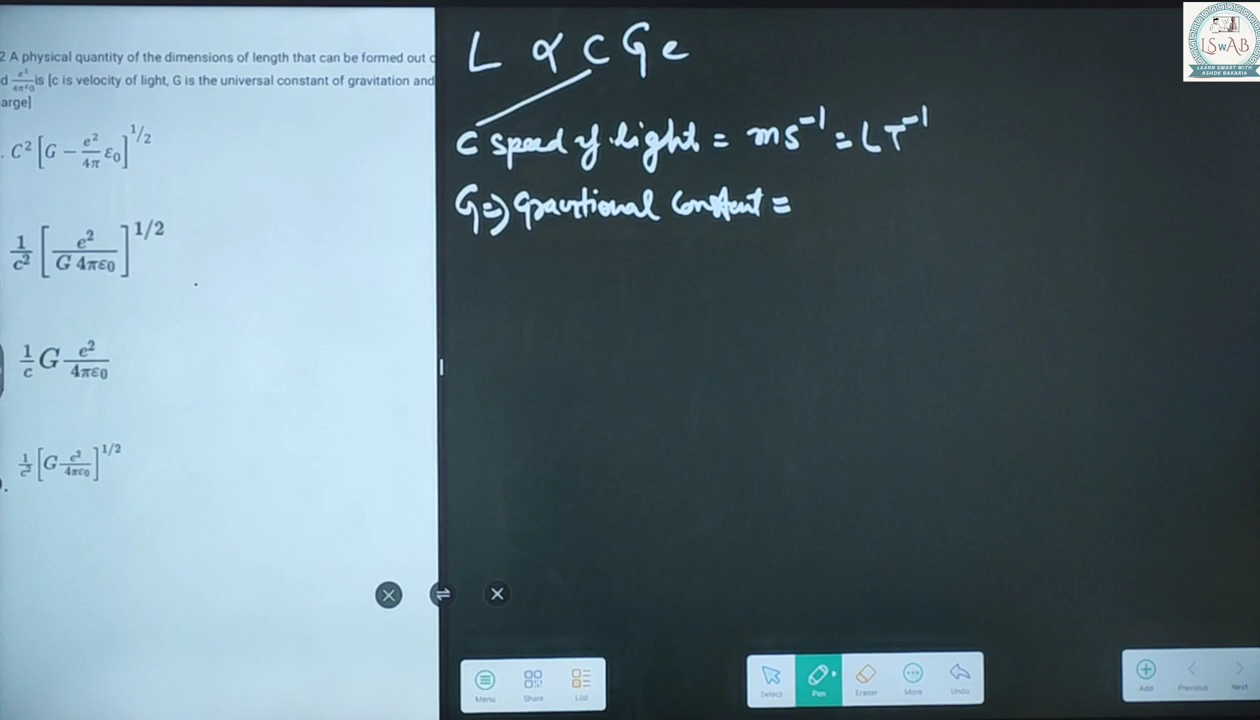 2 A physical quantity of the dimensions of length that can be formed out c
d e²/4πε₀ is [c is velocity of light, G is the universal constant of gravitation and
arge]
. C² [G − e²/4π ε₀]^1/2
1/c² [e²/G 4πε₀]^1/2
1/c G e²/4πε₀
1/c² [G e²/4πε₀]^1/2
L ∝ C G e
C speed of light = ms⁻¹ = LT⁻¹
G => Gravitional Constant =
LSwAB
LEARN SMART WITH
ASHOK BAKARIA
Menu Share List
Select Pen Eraser More Undo
Add Previous Next